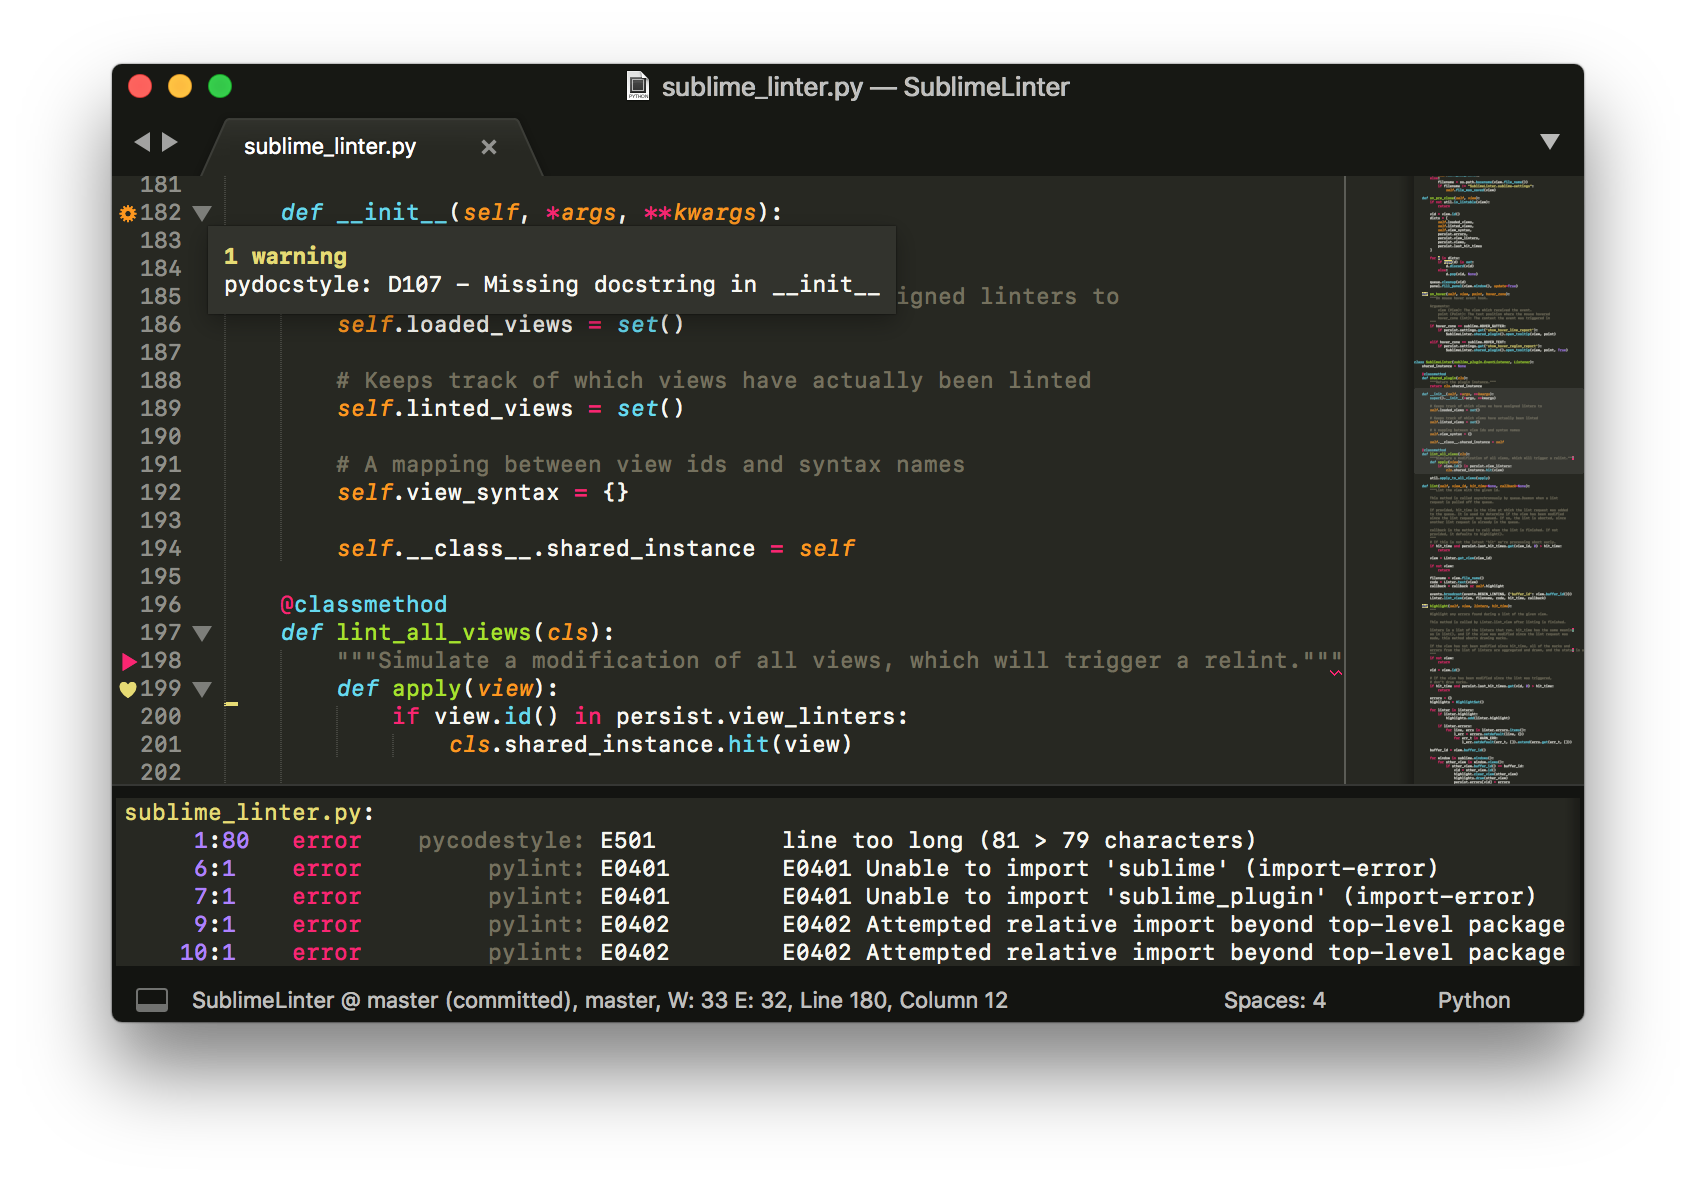 sublime_linter.py — SublimeLinter
sublime_linter.py
181
182 def __init__(self, *args, **kwargs):
183
1 warning
184
pydocstyle: D107 – Missing docstring in __init__
185 igned linters to
186 self.loaded_views = set()
187
188 # Keeps track of which views have actually been linted
189 self.linted_views = set()
190
191 # A mapping between view ids and syntax names
192 self.view_syntax = {}
193
194 self.__class__.shared_instance = self
195
196 @classmethod
197 def lint_all_views(cls):
198 """Simulate a modification of all views, which will trigger a relint."""
199 def apply(view):
200 if view.id() in persist.view_linters:
201 cls.shared_instance.hit(view)
202
sublime_linter.py:
1:80 error pycodestyle: E501 line too long (81 > 79 characters)
6:1 error pylint: E0401 E0401 Unable to import 'sublime' (import-error)
7:1 error pylint: E0401 E0401 Unable to import 'sublime_plugin' (import-error)
9:1 error pylint: E0402 E0402 Attempted relative import beyond top-level package
10:1 error pylint: E0402 E0402 Attempted relative import beyond top-level package
SublimeLinter @ master (committed), master, W: 33 E: 32, Line 180, Column 12
Spaces: 4
Python